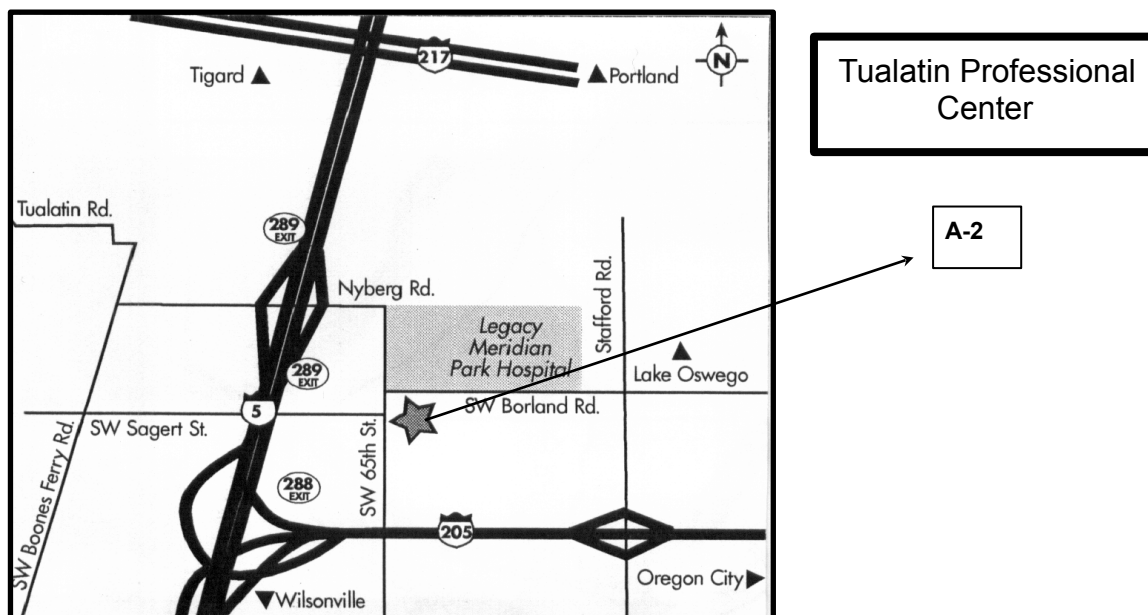 217
Tigard
Portland
N
Tualatin Professional
Center
Tualatin Rd.
289
EXIT
A-2
Nyberg Rd.
Stafford Rd.
Legacy
Meridian
Park Hospital
289
EXIT
Lake Oswego
5
SW Borland Rd.
SW Sagert St.
SW 65th St.
SW Boones Ferry Rd.
288
EXIT
205
Oregon City
Wilsonville